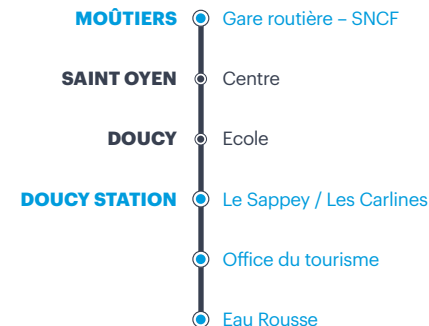 MOÛTIERS Gare routière – SNCF
SAINT OYEN Centre
DOUCY Ecole
DOUCY STATION Le Sappey / Les Carlines
Office du tourisme
Eau Rousse